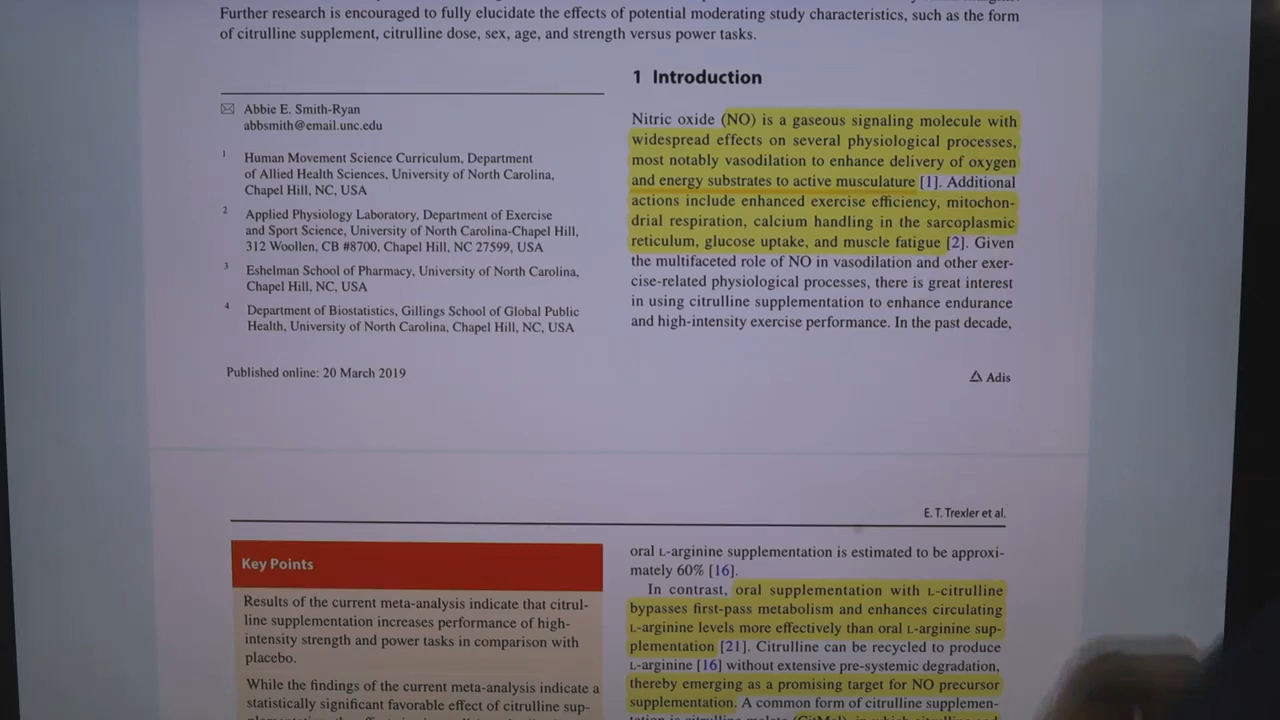 Further research is encouraged to fully elucidate the effects of potential moderating study characteristics, such as the form
of citrulline supplement, citrulline dose, sex, age, and strength versus power tasks.
Abbie E. Smith-Ryan
abbsmith@email.unc.edu
1 Human Movement Science Curriculum, Department
of Allied Health Sciences, University of North Carolina,
Chapel Hill, NC, USA
2 Applied Physiology Laboratory, Department of Exercise
and Sport Science, University of North Carolina-Chapel Hill,
312 Woollen, CB #8700, Chapel Hill, NC 27599, USA
3 Eshelman School of Pharmacy, University of North Carolina,
Chapel Hill, NC, USA
4 Department of Biostatistics, Gillings School of Global Public
Health, University of North Carolina, Chapel Hill, NC, USA
Published online: 20 March 2019
1 Introduction
Nitric oxide (NO) is a gaseous signaling molecule with
widespread effects on several physiological processes,
most notably vasodilation to enhance delivery of oxygen
and energy substrates to active musculature [1]. Additional
actions include enhanced exercise efficiency, mitochon-
drial respiration, calcium handling in the sarcoplasmic
reticulum, glucose uptake, and muscle fatigue [2]. Given
the multifaceted role of NO in vasodilation and other exer-
cise-related physiological processes, there is great interest
in using citrulline supplementation to enhance endurance
and high-intensity exercise performance. In the past decade,
Adis
E. T. Trexler et al.
Key Points
Results of the current meta-analysis indicate that citrul-
line supplementation increases performance of high-
intensity strength and power tasks in comparison with
placebo.
While the findings of the current meta-analysis indicate a
statistically significant favorable effect of citrulline sup-
oral L-arginine supplementation is estimated to be approxi-
mately 60% [16].
In contrast, oral supplementation with L-citrulline
bypasses first-pass metabolism and enhances circulating
L-arginine levels more effectively than oral L-arginine sup-
plementation [21]. Citrulline can be recycled to produce
L-arginine [16] without extensive pre-systemic degradation,
thereby emerging as a promising target for NO precursor
supplementation. A common form of citrulline supplemen-